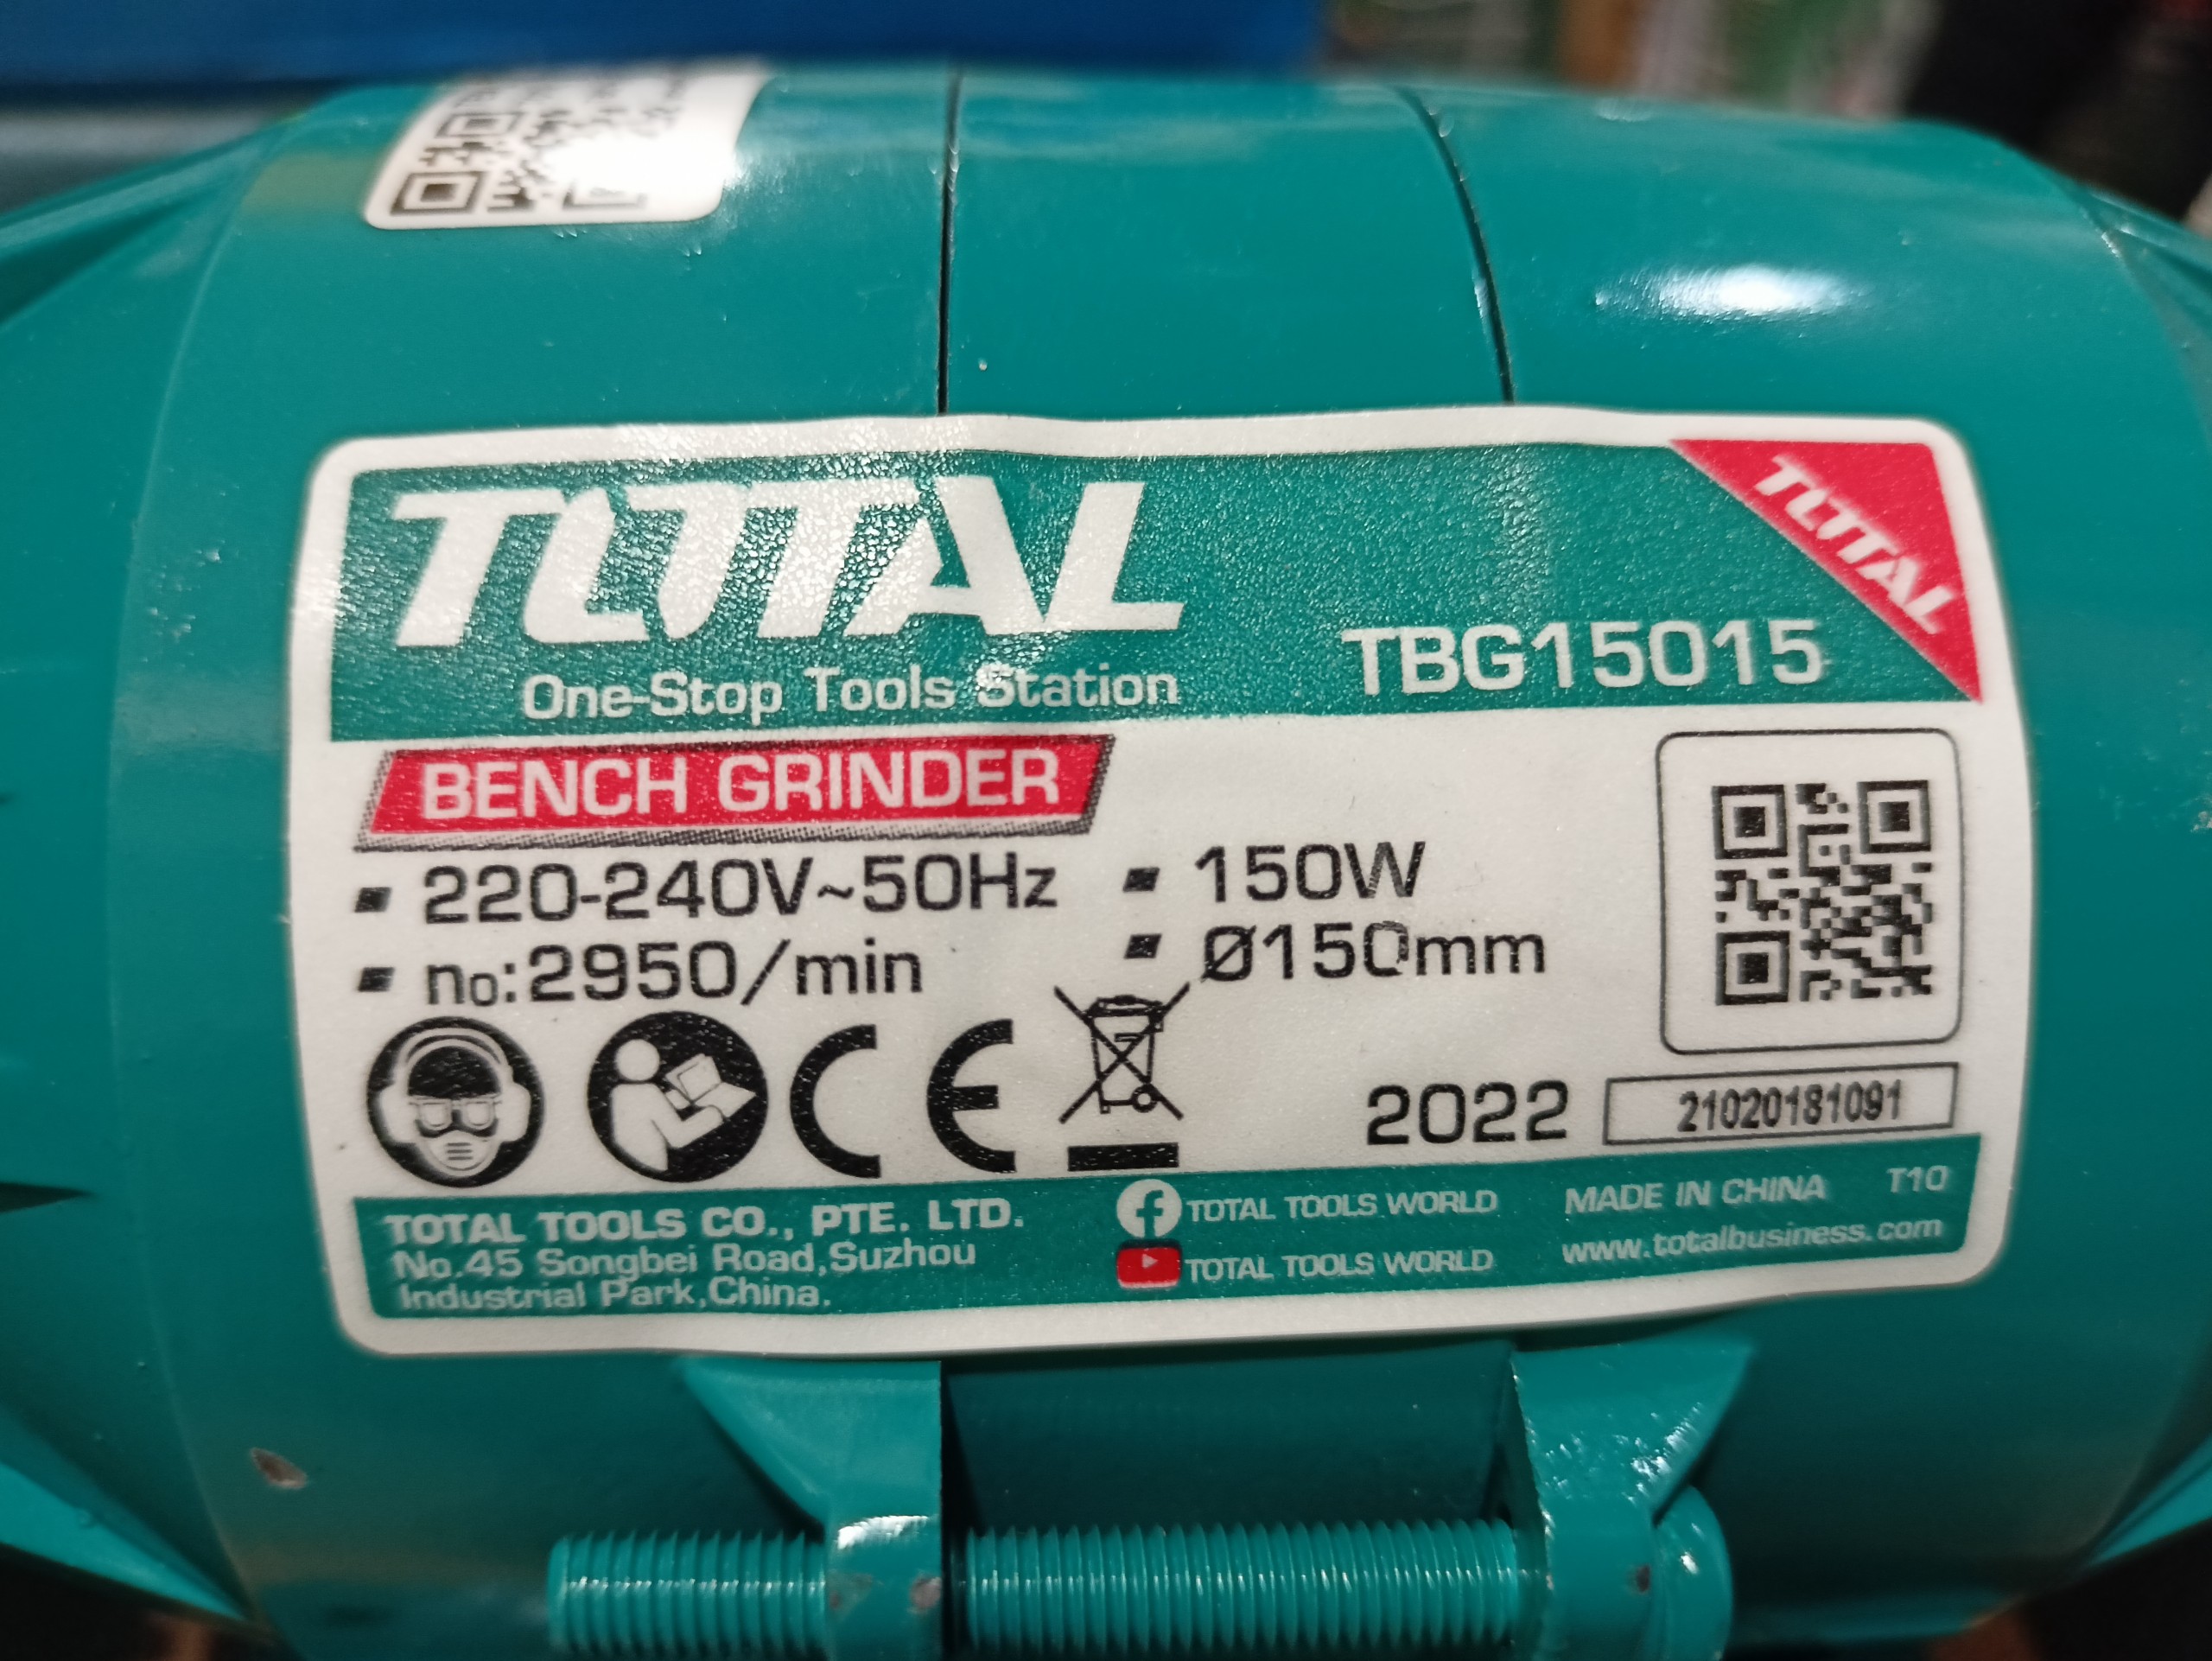 TOTAL
One-Stop Tools Station
TBG15015
TOTAL
BENCH GRINDER
▪ 220-240V~50Hz ▪ 150W
▪ no:2950/min ▪ Ø150mm
CE
2022 21020181091
TOTAL TOOLS CO., PTE. LTD.
No.45 Songbei Road,Suzhou
Industrial Park,China.
TOTAL TOOLS WORLD
TOTAL TOOLS WORLD
MADE IN CHINA T10
www.totalbusiness.com